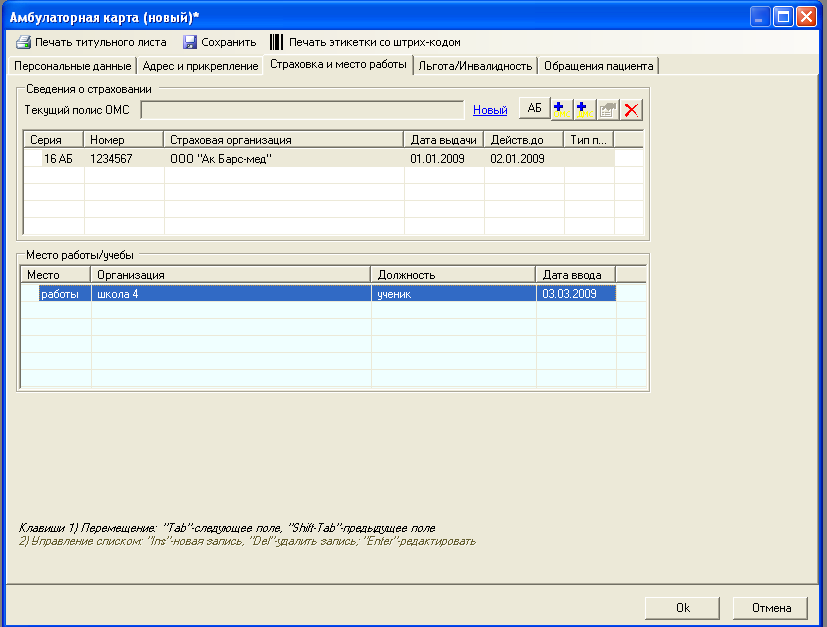 Амбулаторная карта (новый)*
Печать титульного листа Сохранить Печать этикетки со штрих-кодом
Персональные данные Адрес и прикрепление Страховка и место работы Льгота/Инвалидность Обращения пациента
Сведения о страховании
Текущий полис ОМС Новый АБ
Серия Номер Страховая организация Дата выдачи Действ.до Тип п...
16 АБ 1234567 ООО "Ак Барс-мед" 01.01.2009 02.01.2009
Место работы/учебы
Место Организация Должность Дата ввода
работы школа 4 ученик 03.03.2009
Клавиши 1) Перемещение: "Tab"-следующее поле, "Shift-Tab"-предыдущее поле
2) Управление списком: "Ins"-новая запись, "Del"-удалить запись; "Enter"-редактировать
Ok Отмена